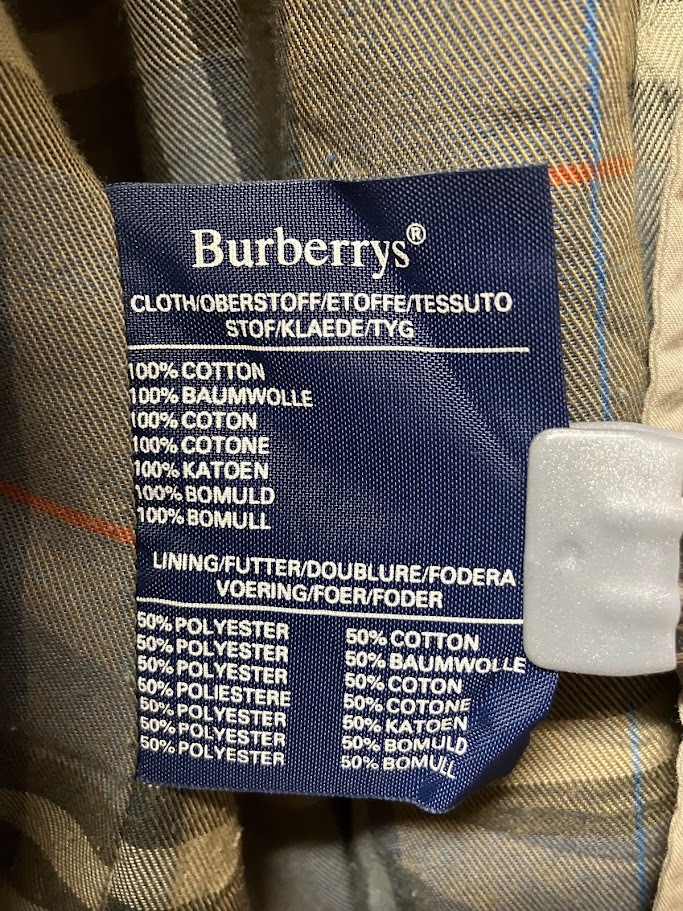 Burberrys®
CLOTH/OBERSTOFF/ETOFFE/TESSUTO
STOF/KLAEDE/TYG
100% COTTON
100% BAUMWOLLE
100% COTON
100% COTONE
100% KATOEN
100% BOMULD
100% BOMULL
LINING/FUTTER/DOUBLURE/FODERA
VOERING/FOER/FODER
50% POLYESTER 50% COTTON
50% POLYESTER 50% BAUMWOLLE
50% POLYESTER 50% COTON
50% POLIESTERE 50% COTONE
50% POLYESTER 50% KATOEN
50% POLYESTER 50% BOMULD
50% POLYESTER 50% BOMULL